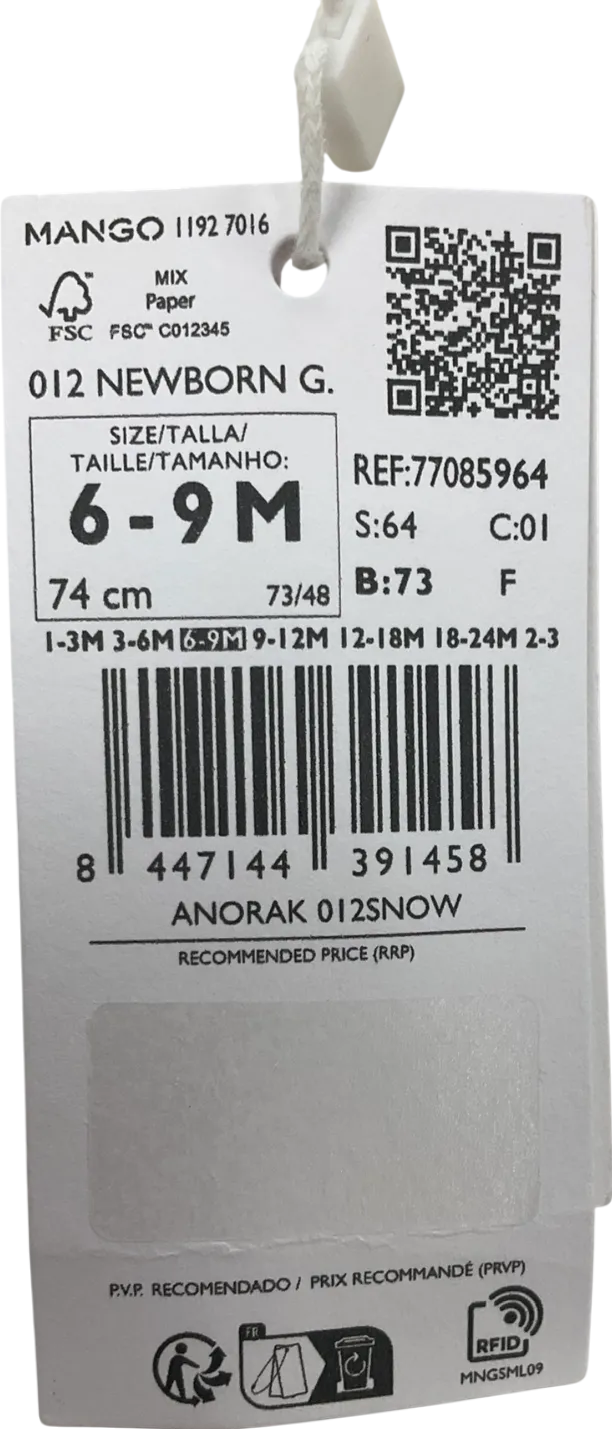 MANGO 1192 7016
MIX
Paper
FSC FSC™ C012345
012 NEWBORN G.
SIZE/TALLA/
TAILLE/TAMANHO:
6-9 M
74 cm 73/48
REF:77085964
S:64 C:01
B:73 F
1-3M 3-6M 6-9M 9-12M 12-18M 18-24M 2-3
8 447144 391458
ANORAK 012SNOW
RECOMMENDED PRICE (RRP)
P.V.P. RECOMENDADO / PRIX RECOMMANDÉ (PRVP)
FR
RFID
MNGSML09